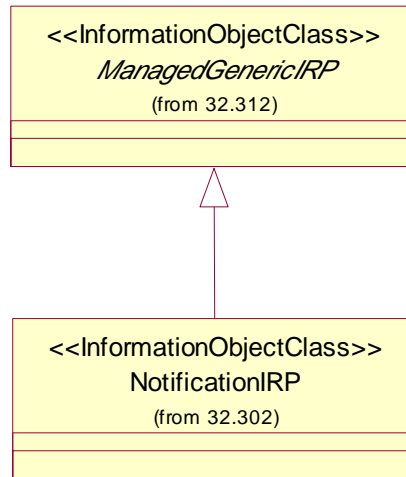 <<InformationObjectClass>>
ManagedGenericIRP
(from 32.312)
<<InformationObjectClass>>
NotificationIRP
(from 32.302)